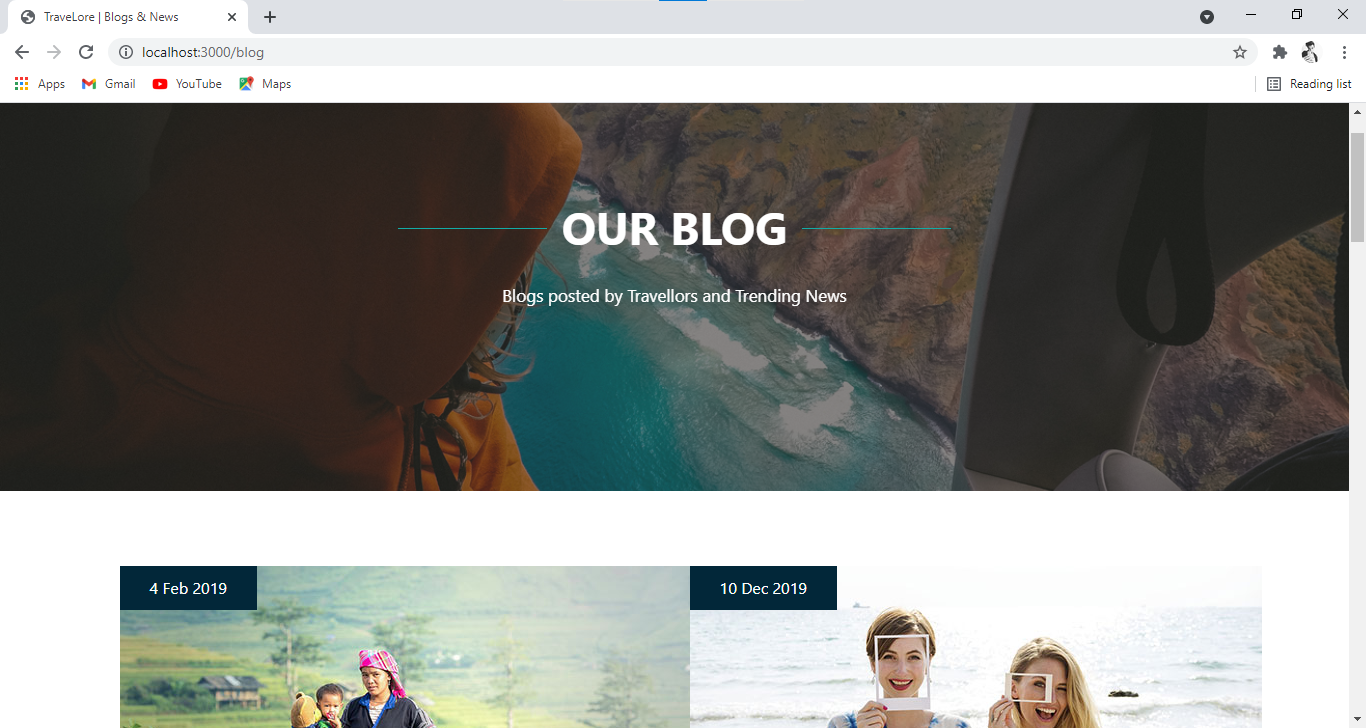 TraveLore | Blogs & News
localhost:3000/blog
Apps Gmail YouTube Maps Reading list
OUR BLOG
Blogs posted by Travellors and Trending News
4 Feb 2019 10 Dec 2019